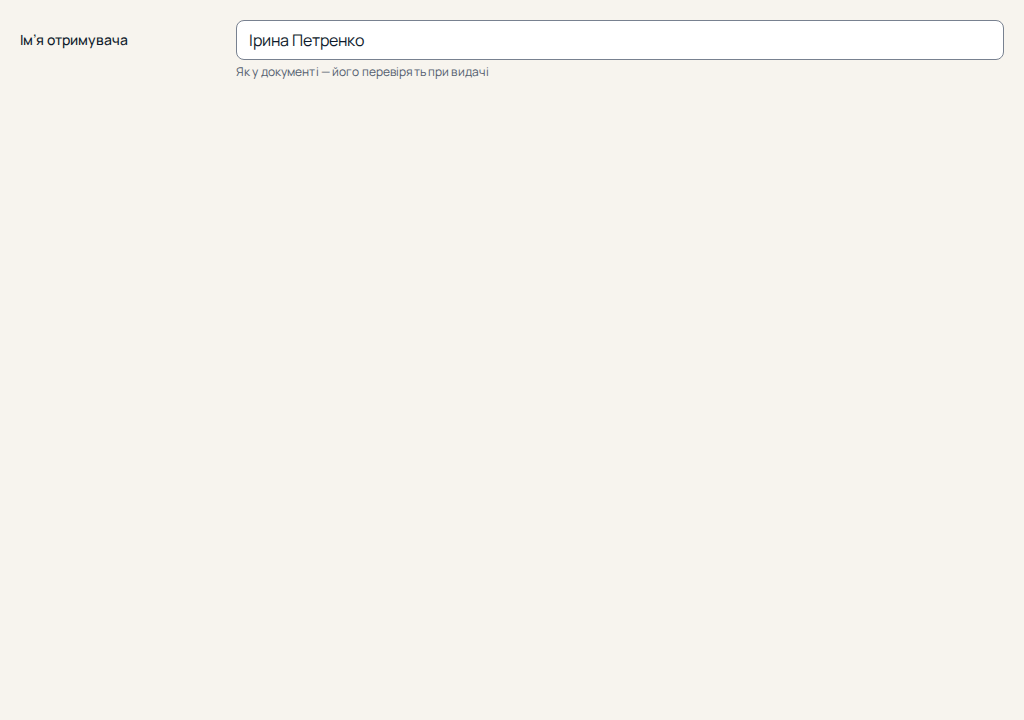 Ім’я отримувача
Ірина Петренко
Як у документі — його перевірять при видачі